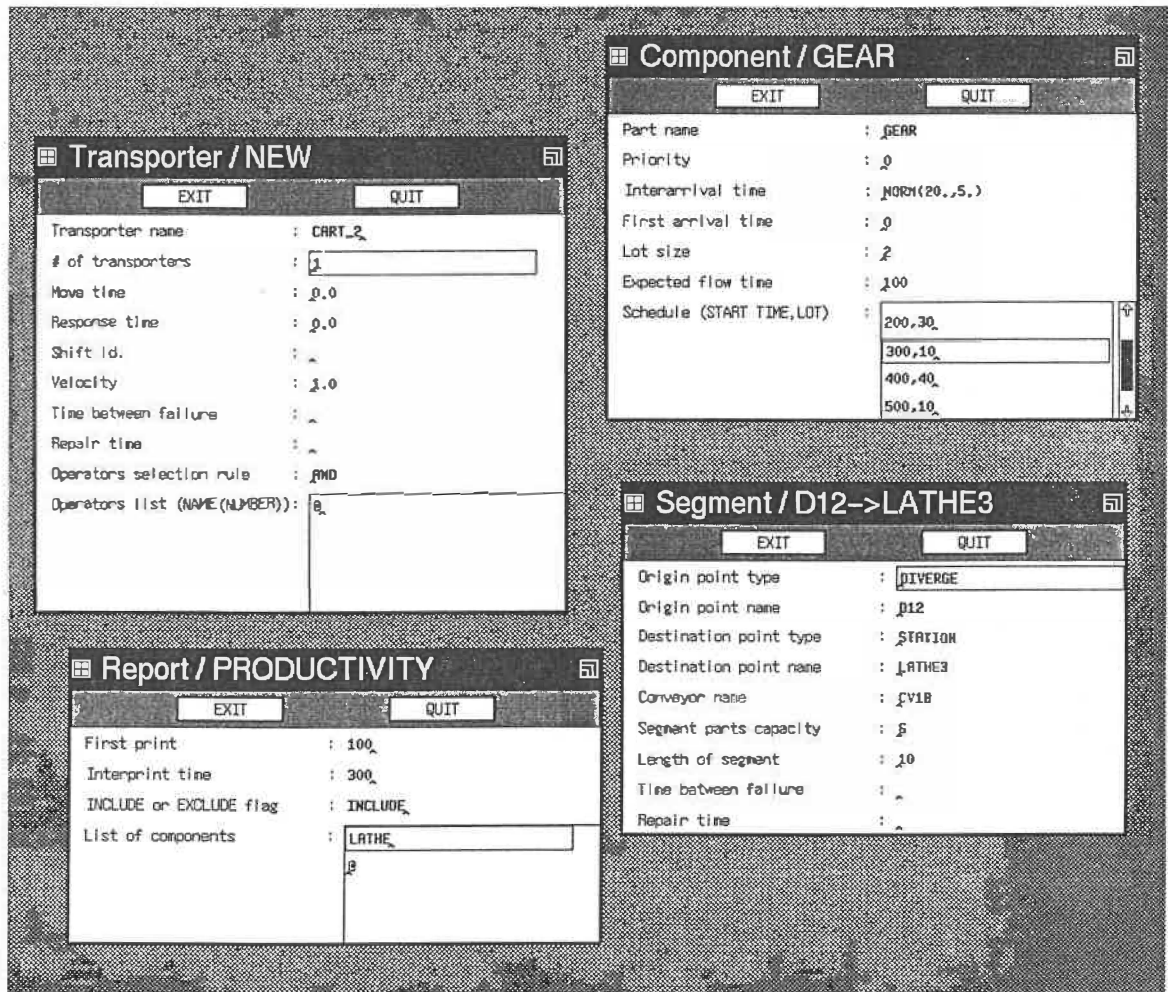 Component / GEAR
EXIT QUIT
Part name : GEAR
Priority : 0
Interarrival time : NORM(20.,5.)
First arrival time : 0
Lot size : 2
Expected flow time : 100
Schedule (START TIME,LOT) : 200,30
300,10
400,40
500,10
Transporter / NEW
EXIT QUIT
Transporter name : CART_2
# of transporters : 1
Move time : 0.0
Response time : 0.0
Shift id. :
Velocity : 1.0
Time between failure :
Repair time :
Operators selection rule : AND
Operators list (NAME(NUMBER)): @
Segment / D12->LATHE3
EXIT QUIT
Origin point type : DIVERGE
Origin point name : D12
Destination point type : STATION
Destination point name : LATHE3
Conveyor name : CV1B
Segment parts capacity : 5
Length of segment : 10
Time between failure :
Repair time :
Report / PRODUCTIVITY
EXIT QUIT
First print : 100
Interprint time : 300
INCLUDE or EXCLUDE flag : INCLUDE
List of components : LATHE
@